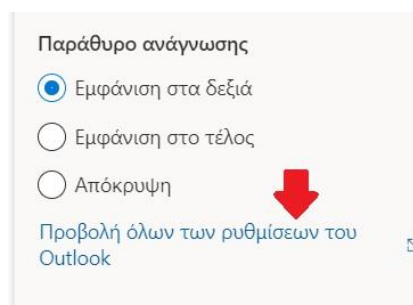 Παράθυρο ανάγνωσης
Εμφάνιση στα δεξιά
Εμφάνιση στο τέλος
Απόκρυψη
Προβολή όλων των ρυθμίσεων του
Outlook